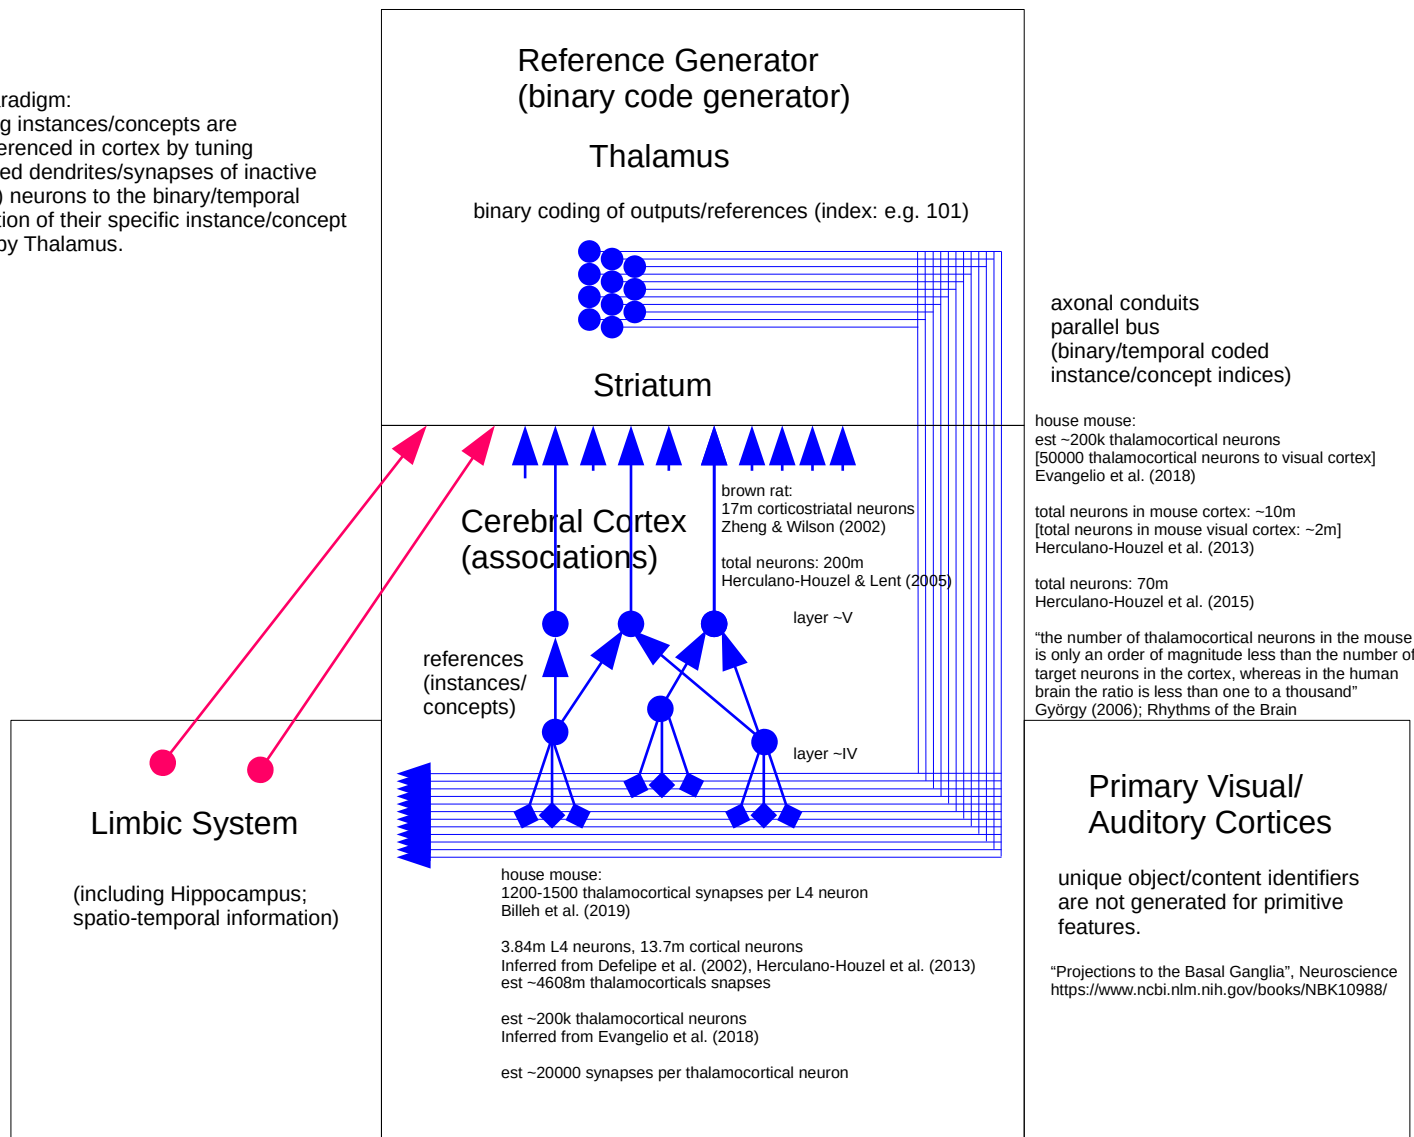 Reference Generator
(binary code generator)
Thalamus
binary coding of outputs/references (index: e.g. 101)
Striatum
instances/concepts are
in cortex by tuning
dendrites/synapses of inactive
neurons to the binary/temporal
of their specific instance/concept
by Thalamus.
axonal conduits
parallel bus
(binary/temporal coded
instance/concept indices)
house mouse:
est ~200k thalamocortical neurons
[50000 thalamocortical neurons to visual cortex]
Evangelio et al. (2018)
total neurons in mouse cortex: ~10m
[total neurons in mouse visual cortex: ~2m]
Herculano-Houzel et al. (2013)
total neurons: 70m
Herculano-Houzel et al. (2015)
“the number of thalamocortical neurons in the mouse
is only an order of magnitude less than the number of
target neurons in the cortex, whereas in the human
brain the ratio is less than one to a thousand”
György (2006); Rhythms of the Brain
Cerebral Cortex
(associations)
brown rat:
17m corticostriatal neurons
Zheng & Wilson (2002)
total neurons: 200m
Herculano-Houzel & Lent (2005)
layer ~V
references
(instances/
concepts)
layer ~IV
Limbic System
(including Hippocampus;
spatio-temporal information)
house mouse:
1200-1500 thalamocortical synapses per L4 neuron
Billeh et al. (2019)
3.84m L4 neurons, 13.7m cortical neurons
Inferred from Defelipe et al. (2002), Herculano-Houzel et al. (2013)
est ~4608m thalamocorticals snapses
est ~200k thalamocortical neurons
Inferred from Evangelio et al. (2018)
est ~20000 synapses per thalamocortical neuron
Primary Visual/
Auditory Cortices
unique object/content identifiers
are not generated for primitive
features.
“Projections to the Basal Ganglia”, Neuroscience
https://www.ncbi.nlm.nih.gov/books/NBK10988/